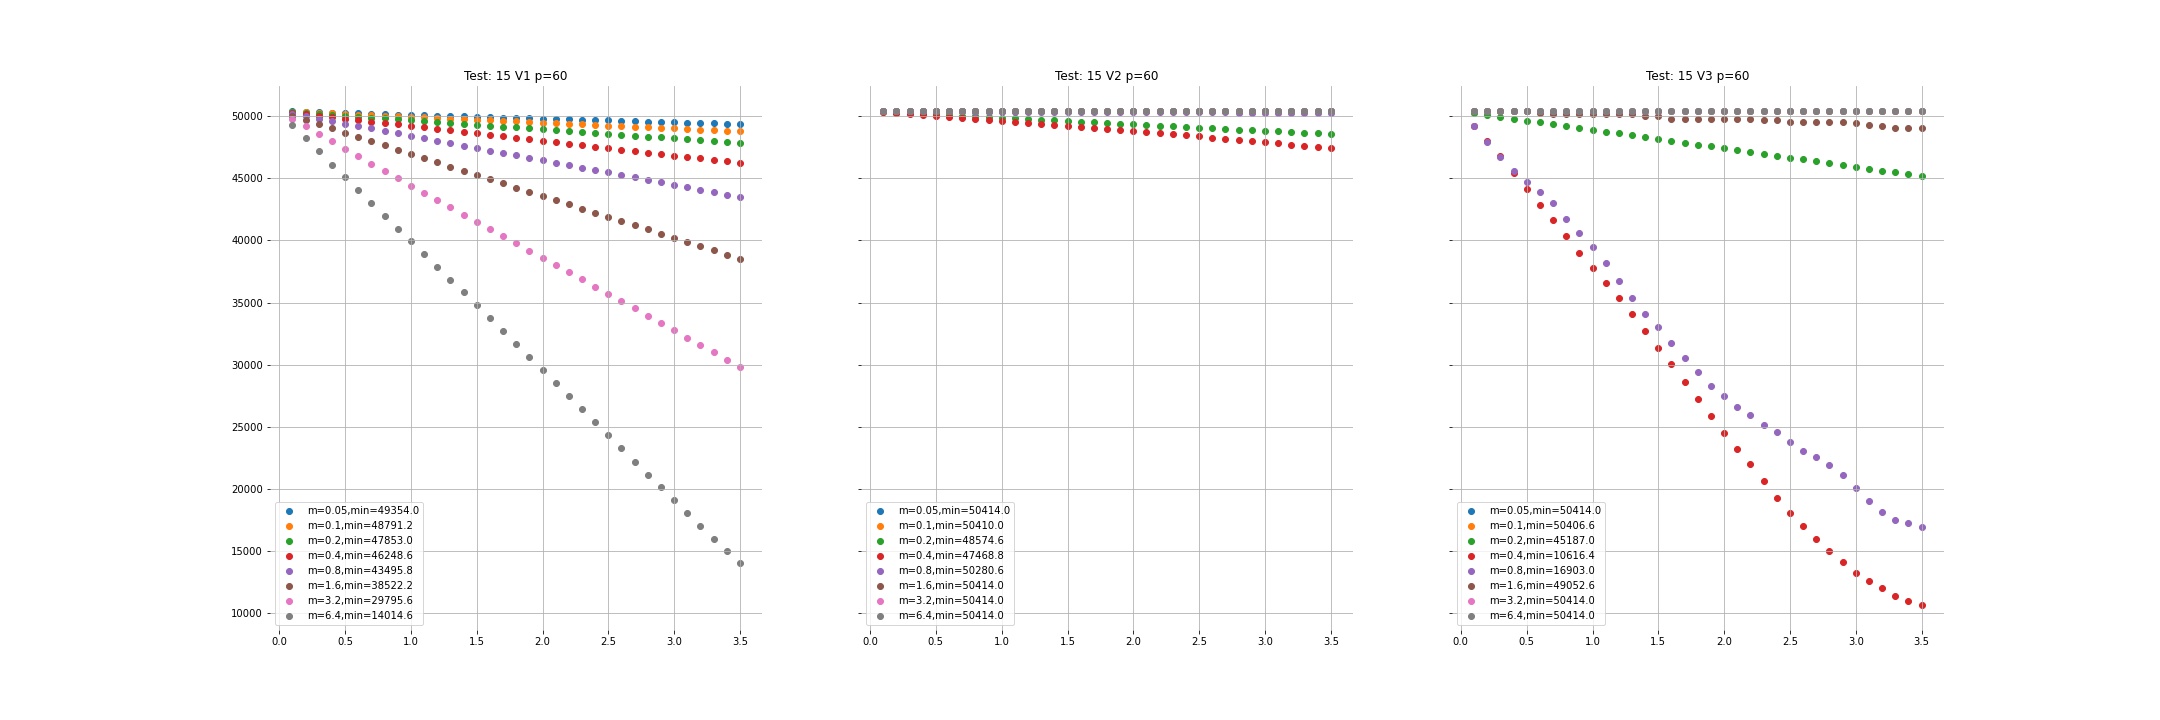 Test: 15 V1 p=60
50000
45000
40000
35000
30000
25000
20000
15000
10000
m=0.05,min=49354.0
m=0.1,min=48791.2
m=0.2,min=47853.0
m=0.4,min=46248.6
m=0.8,min=43495.8
m=1.6,min=38522.2
m=3.2,min=29795.6
m=6.4,min=14014.6
0.0 0.5 1.0 1.5 2.0 2.5 3.0 3.5
Test: 15 V2 p=60
m=0.05,min=50414.0
m=0.1,min=50410.0
m=0.2,min=48574.6
m=0.4,min=47468.8
m=0.8,min=50280.6
m=1.6,min=50414.0
m=3.2,min=50414.0
m=6.4,min=50414.0
0.0 0.5 1.0 1.5 2.0 2.5 3.0 3.5
Test: 15 V3 p=60
m=0.05,min=50414.0
m=0.1,min=50406.6
m=0.2,min=45187.0
m=0.4,min=10616.4
m=0.8,min=16903.0
m=1.6,min=49052.6
m=3.2,min=50414.0
m=6.4,min=50414.0
0.0 0.5 1.0 1.5 2.0 2.5 3.0 3.5